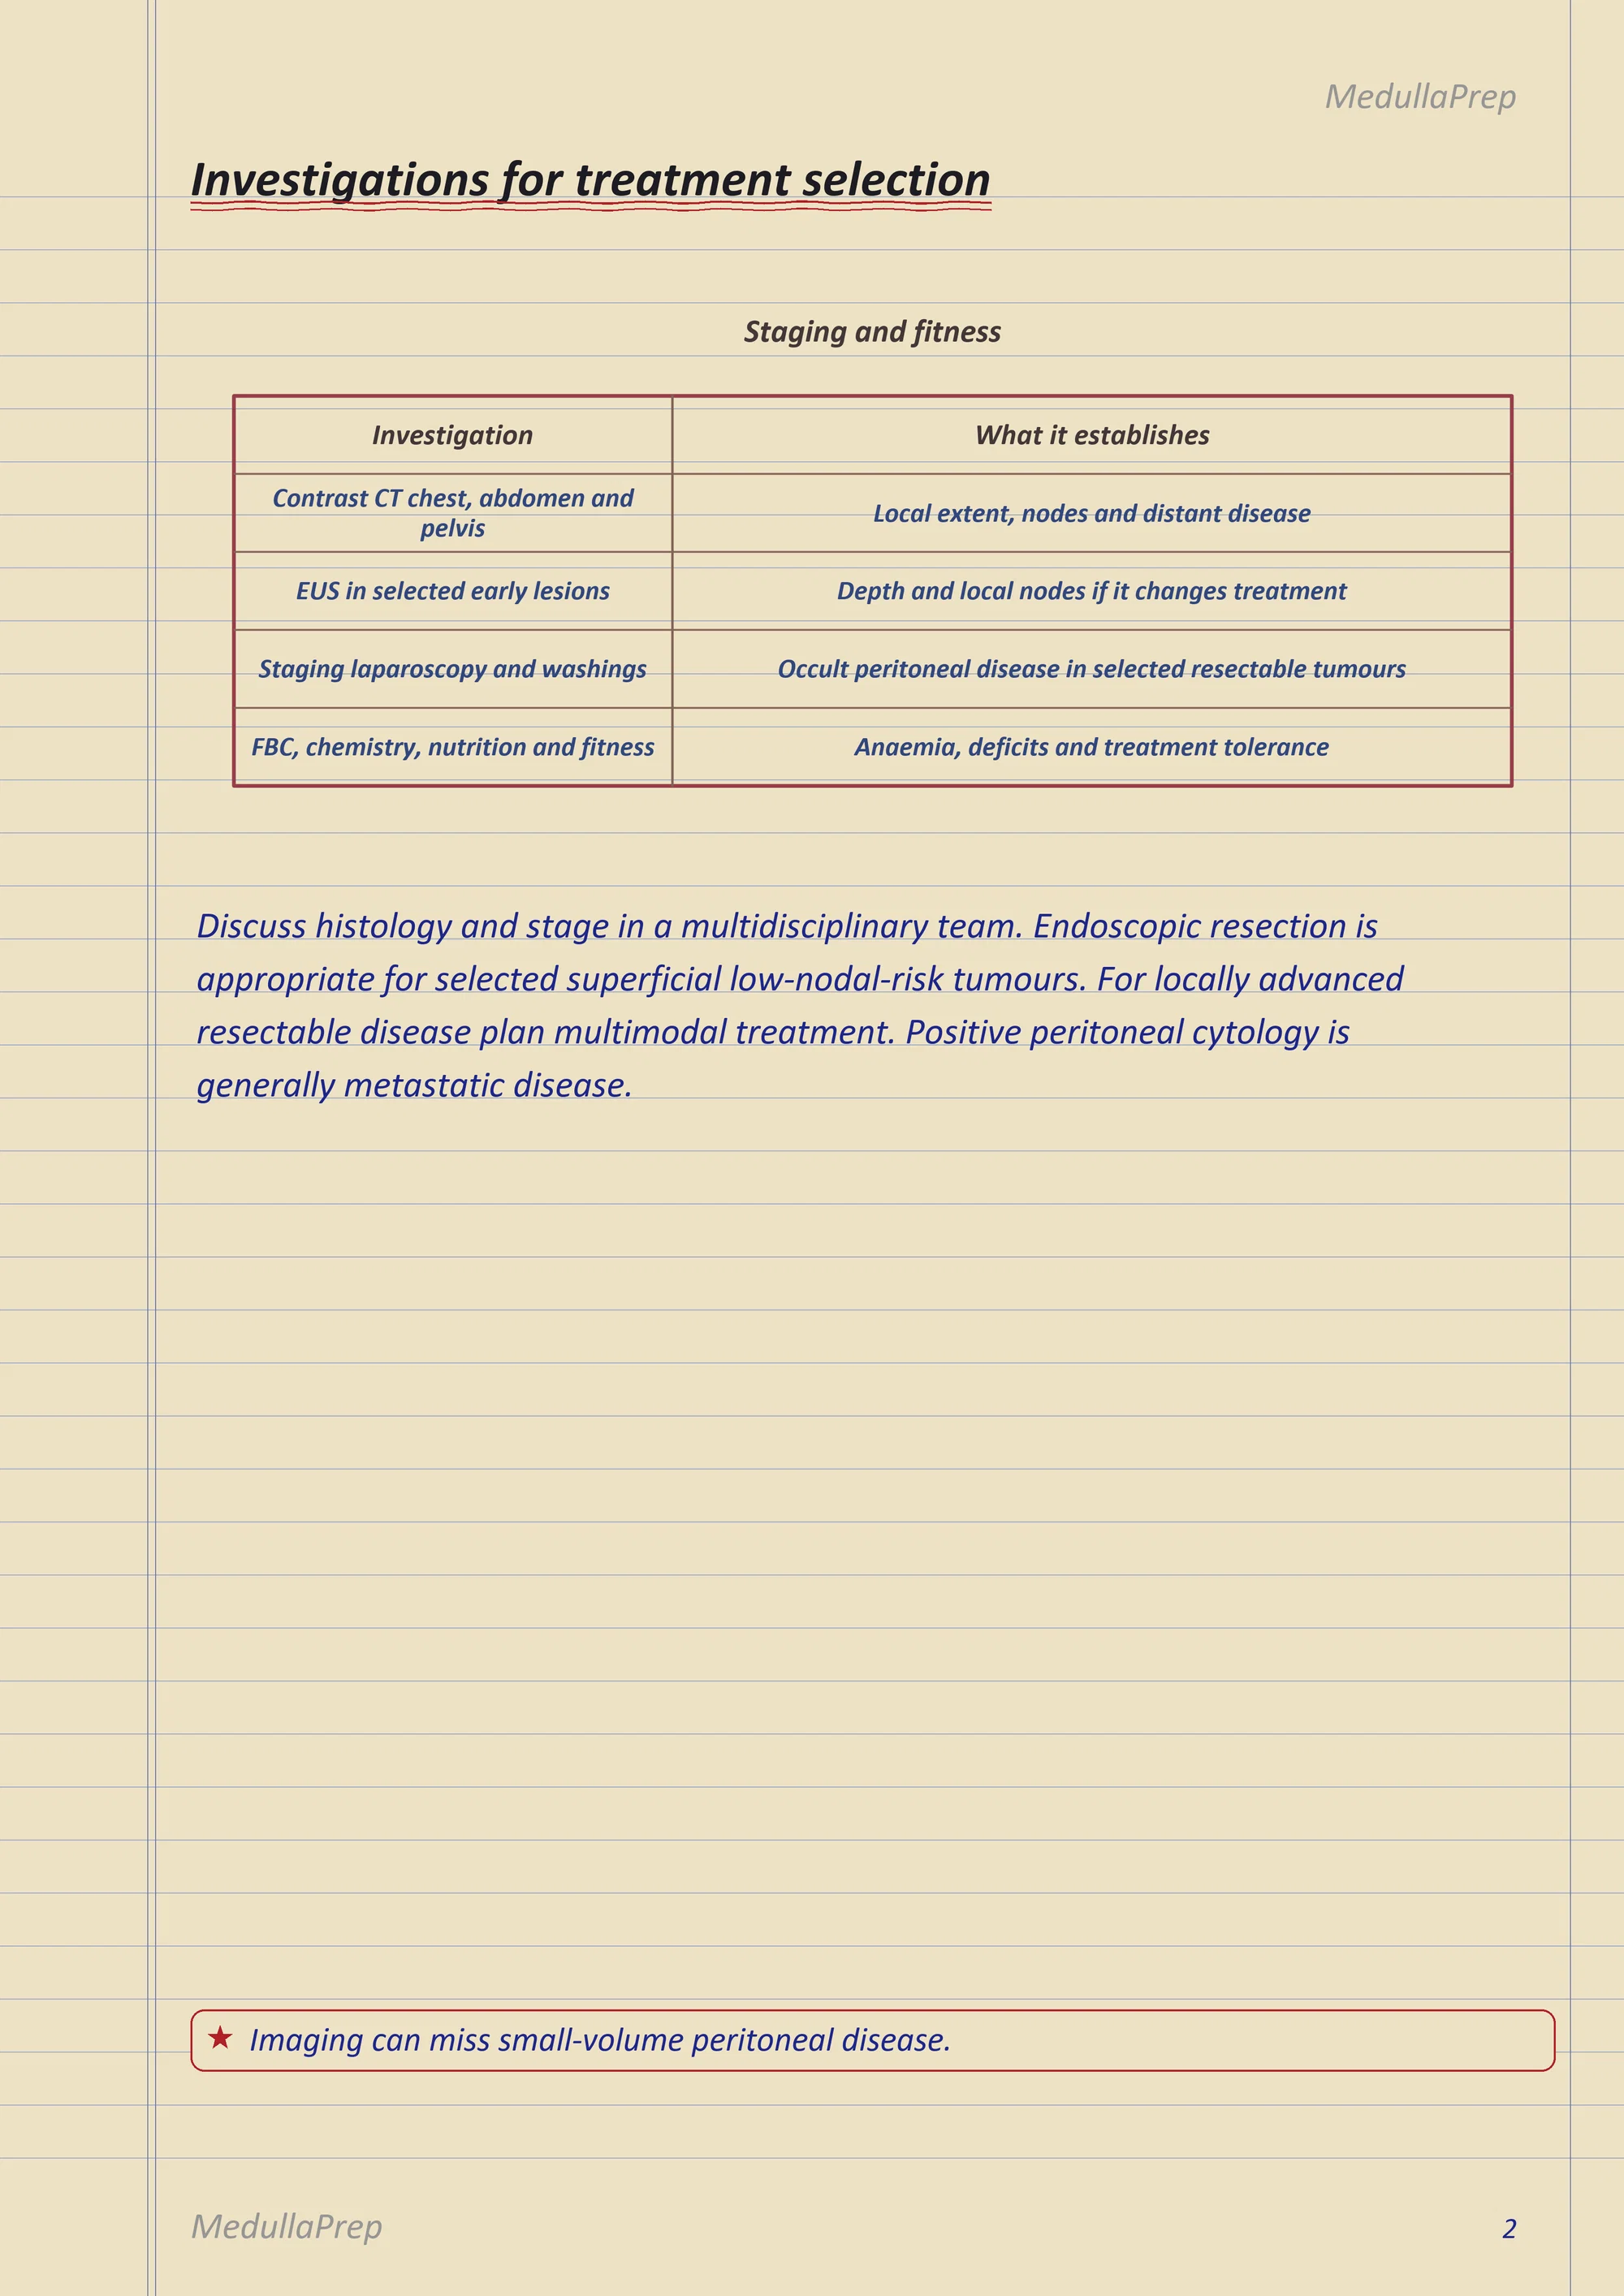 MedullaPrep
Investigations for treatment selection
Staging and fitness
Investigation
What it establishes
Contrast CT chest, abdomen and
pelvis
Local extent, nodes and distant disease
EUS in selected early lesions
Depth and local nodes if it changes treatment
Staging laparoscopy and washings
Occult peritoneal disease in selected resectable tumours
FBC, chemistry, nutrition and fitness
Anaemia, deficits and treatment tolerance
Discuss histology and stage in a multidisciplinary team. Endoscopic resection is
appropriate for selected superficial low-nodal-risk tumours. For locally advanced
resectable disease plan multimodal treatment. Positive peritoneal cytology is
generally metastatic disease.
★ Imaging can miss small-volume peritoneal disease.
MedullaPrep
2